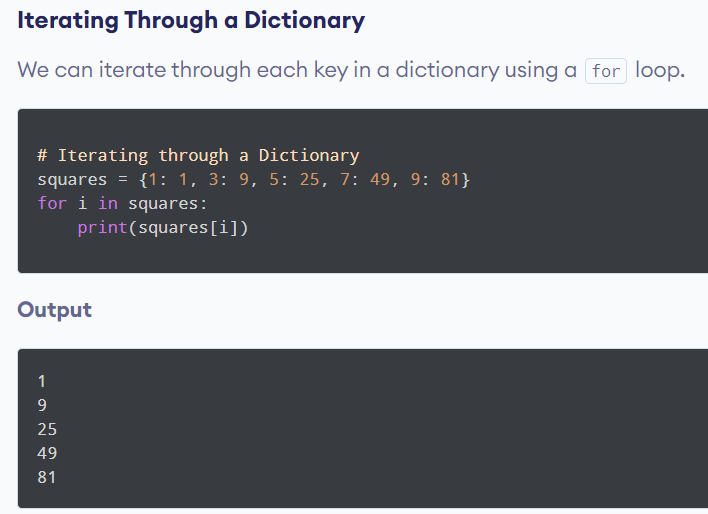 Iterating Through a Dictionary
We can iterate through each key in a dictionary using a for loop.
# Iterating through a Dictionary
squares = {1: 1, 3: 9, 5: 25, 7: 49, 9: 81}
for i in squares:
    print(squares[i])
Output
1
9
25
49
81